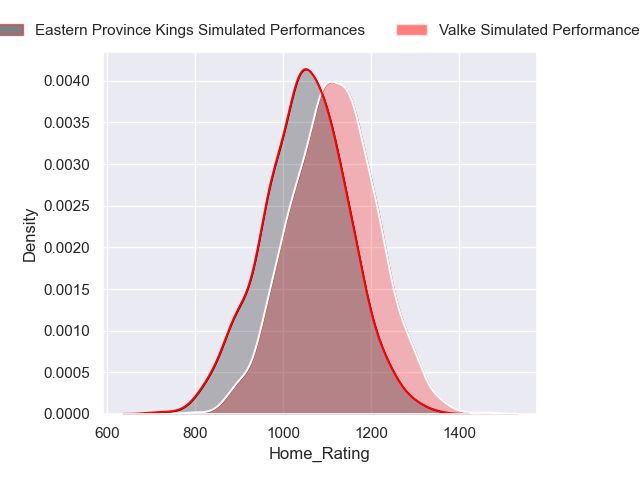 Eastern Province Kings Simulated Performances
Valke Simulated Performance
0.0040
0.0035
0.0030
0.0025
0.0020
0.0015
0.0010
0.0005
0.0000
Density
600 800 1000 1200 1400
Home_Rating